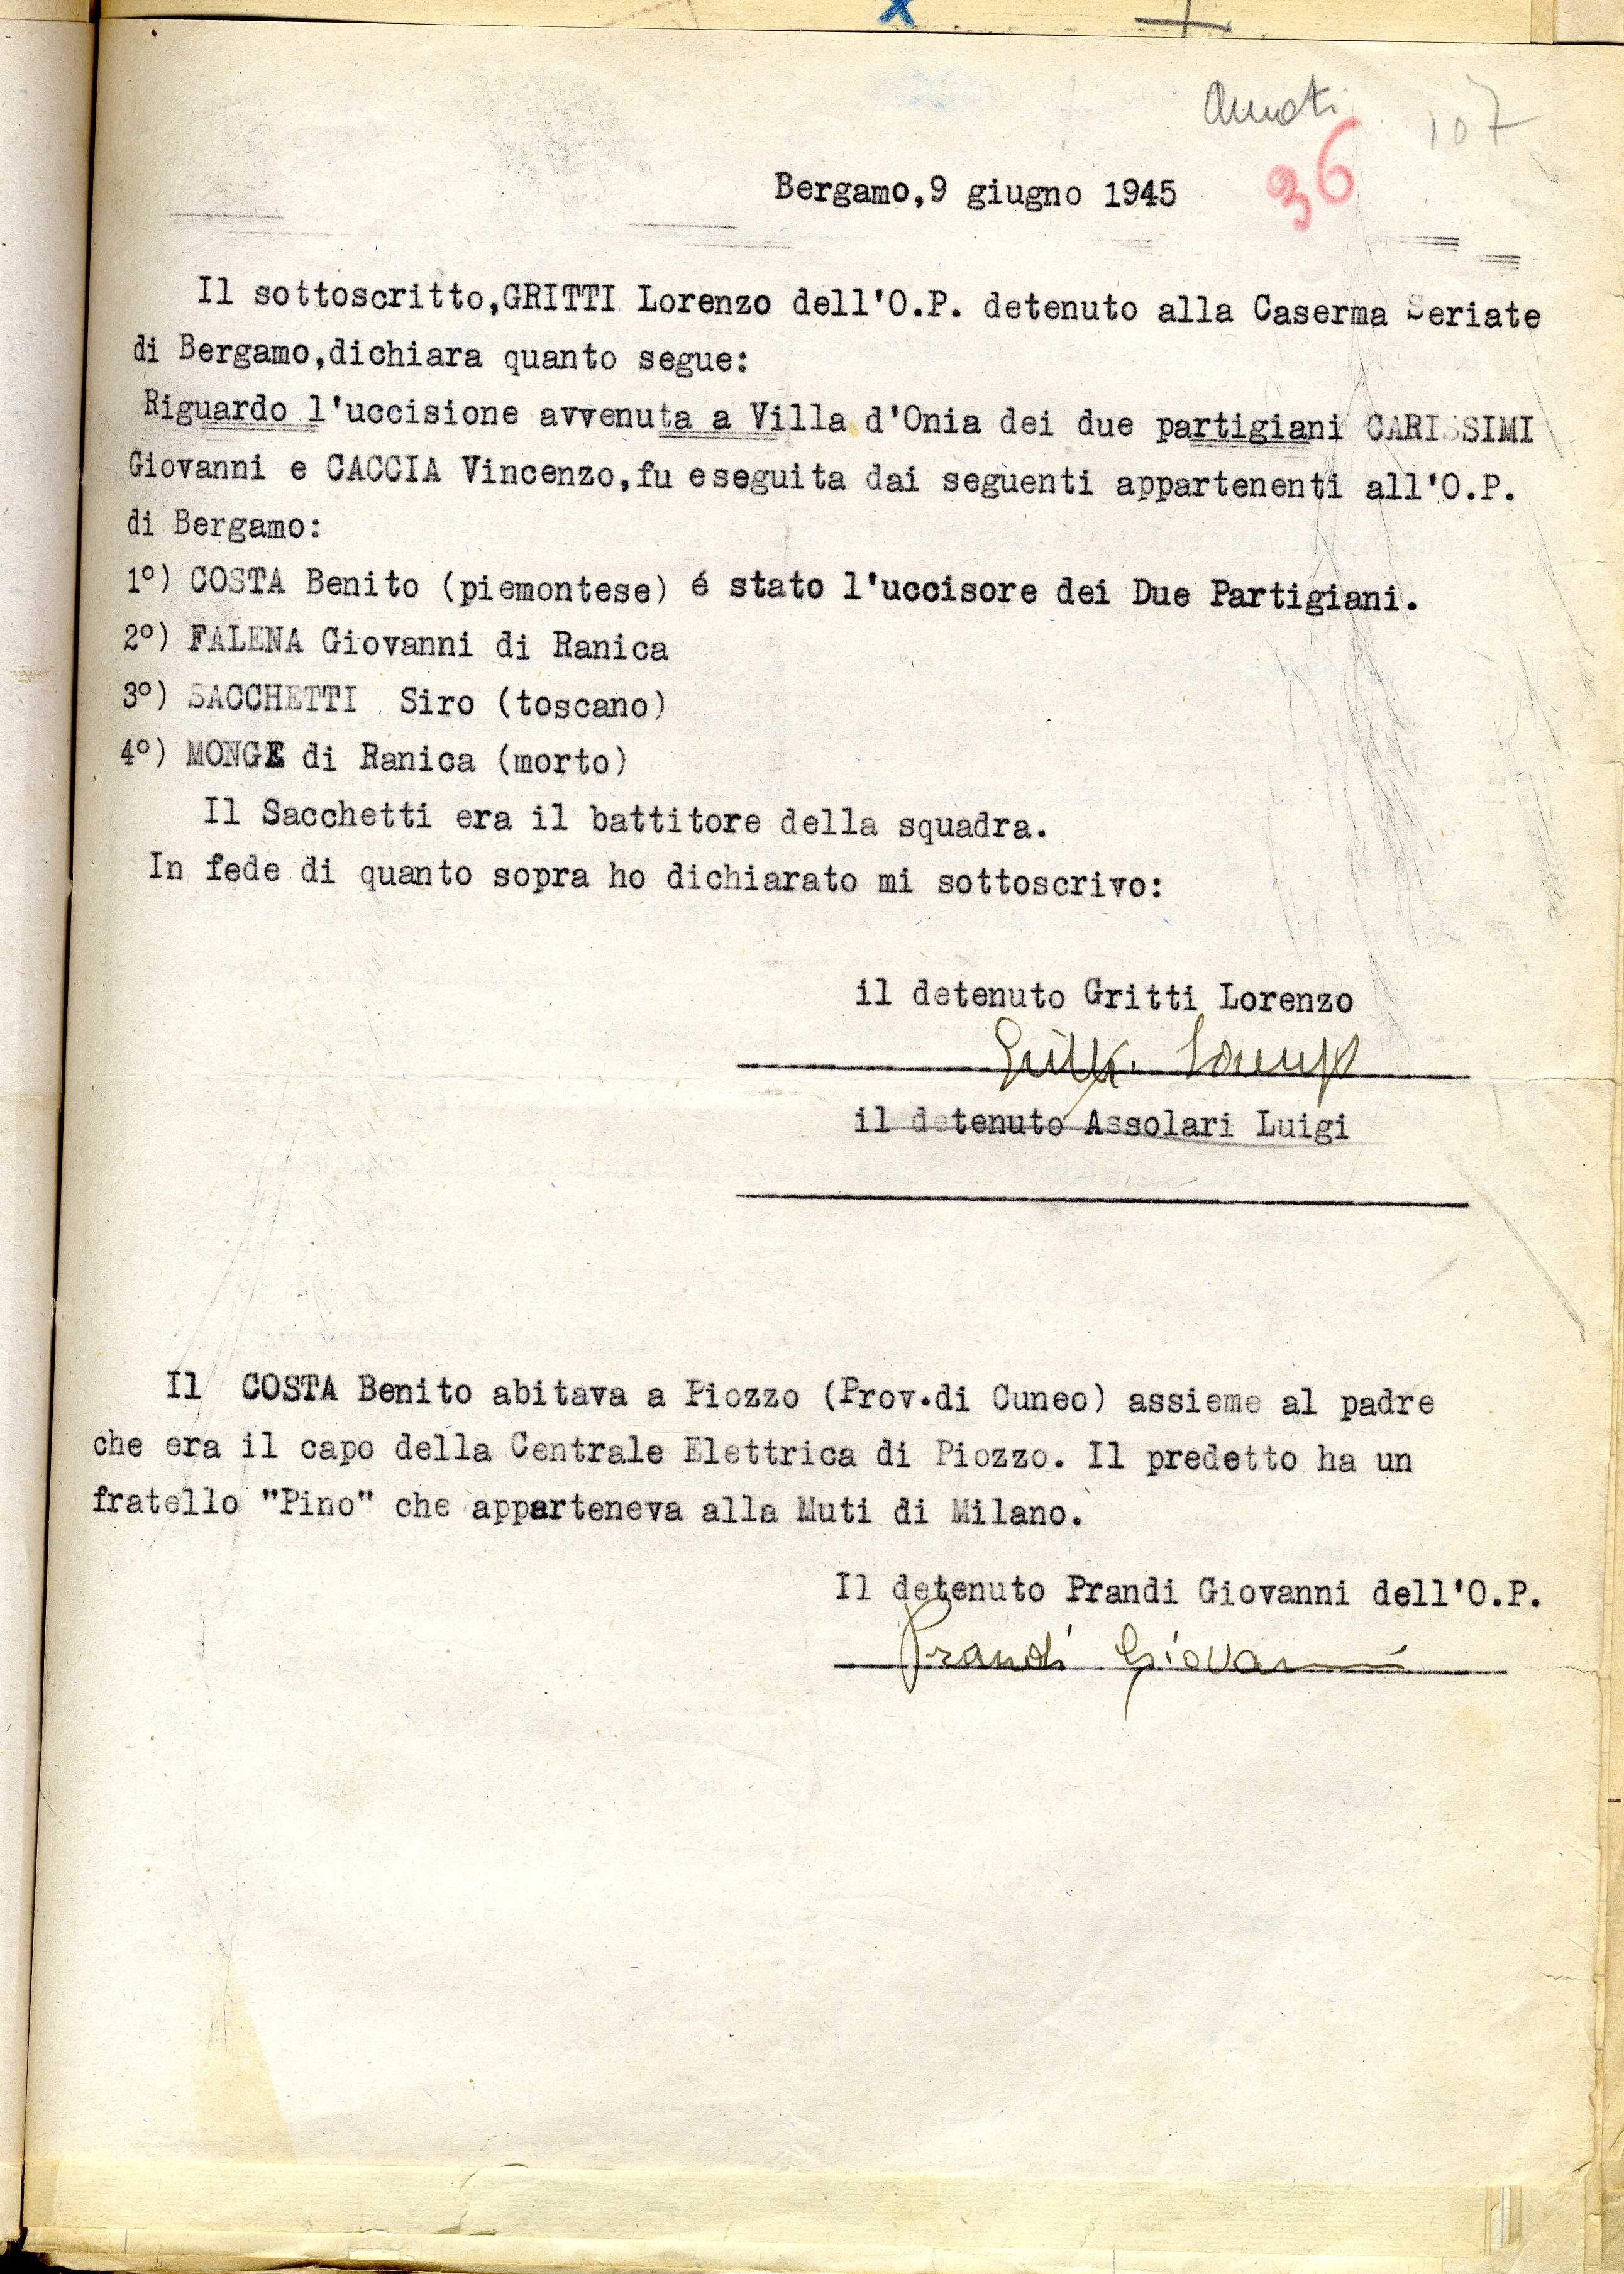 107
36
Bergamo,9 giugno 1945
Il sottoscritto,GRITTI Lorenzo dell'O.P. detenuto alla Caserma Seriate
di Bergamo,dichiara quanto segue:
Riguardo l'uccisione avvenuta a Villa d'Onia dei due partigiani CARISSIMI
Giovanni e CACCIA Vincenzo,fu eseguita dai seguenti appartenenti all'O.P.
di Bergamo:
1°) COSTA Benito (piemontese) é stato l'uccisore dei Due Partigiani.
2°) FALENA Giovanni di Ranica
3°) SACCHETTI Siro (toscano)
4°) MONGE di Ranica (morto)
Il Sacchetti era il battitore della squadra.
In fede di quanto sopra ho dichiarato mi sottoscrivo:
il detenuto Gritti Lorenzo
Gritti Lorenzo
il detenuto Assolari Luigi
Il COSTA Benito abitava a Piozzo (Prov.di Cuneo) assieme al padre
che era il capo della Centrale Elettrica di Piozzo. Il predetto ha un
fratello "Pino" che apparteneva alla Muti di Milano.
Il detenuto Prandi Giovanni dell'O.P.
Prandi Giovanni